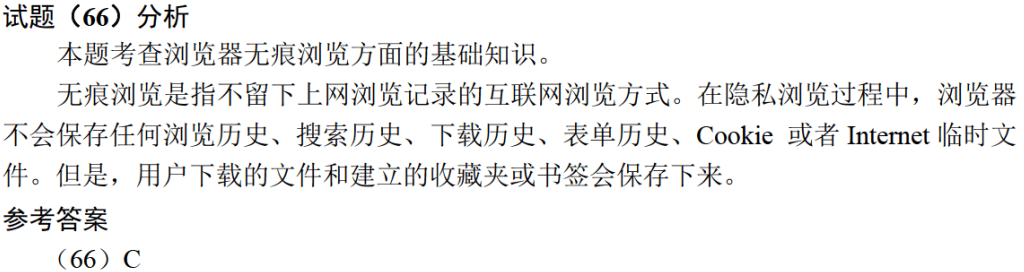 试题（66）分析
本题考查浏览器无痕浏览方面的基础知识。
无痕浏览是指不留下上网浏览记录的互联网浏览方式。在隐私浏览过程中，浏览器
不会保存任何浏览历史、搜索历史、下载历史、表单历史、Cookie 或者 Internet 临时文
件。但是，用户下载的文件和建立的收藏夹或书签会保存下来。
参考答案
（66）C